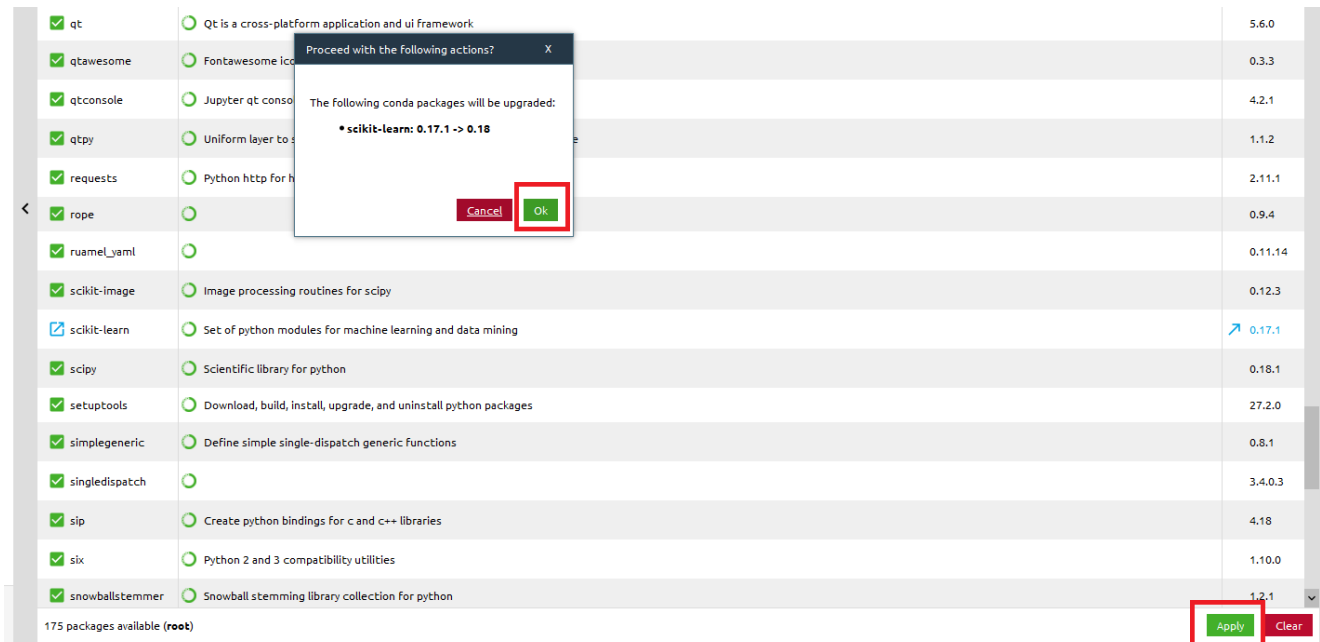 qt Qt is a cross-platform application and ui framework 5.6.0
Proceed with the following actions? X
qtawesome Fontawesome 0.3.3
The following conda packages will be upgraded:
• scikit-learn: 0.17.1 -> 0.18
qtconsole Jupyter qt 4.2.1
qtpy Uniform layer to 1.1.2
requests Python http for 2.11.1
Cancel Ok
rope 0.9.4
ruamel_yaml 0.11.14
scikit-image Image processing routines for scipy 0.12.3
scikit-learn Set of python modules for machine learning and data mining 0.17.1
scipy Scientific library for python 0.18.1
setuptools Download, build, install, upgrade, and uninstall python packages 27.2.0
simplegeneric Define simple single-dispatch generic functions 0.8.1
singledispatch 3.4.0.3
sip Create python bindings for c and c++ libraries 4.18
six Python 2 and 3 compatibility utilities 1.10.0
snowballstemmer Snowball stemming library collection for python 1.2.1
175 packages available (root) Apply Clear